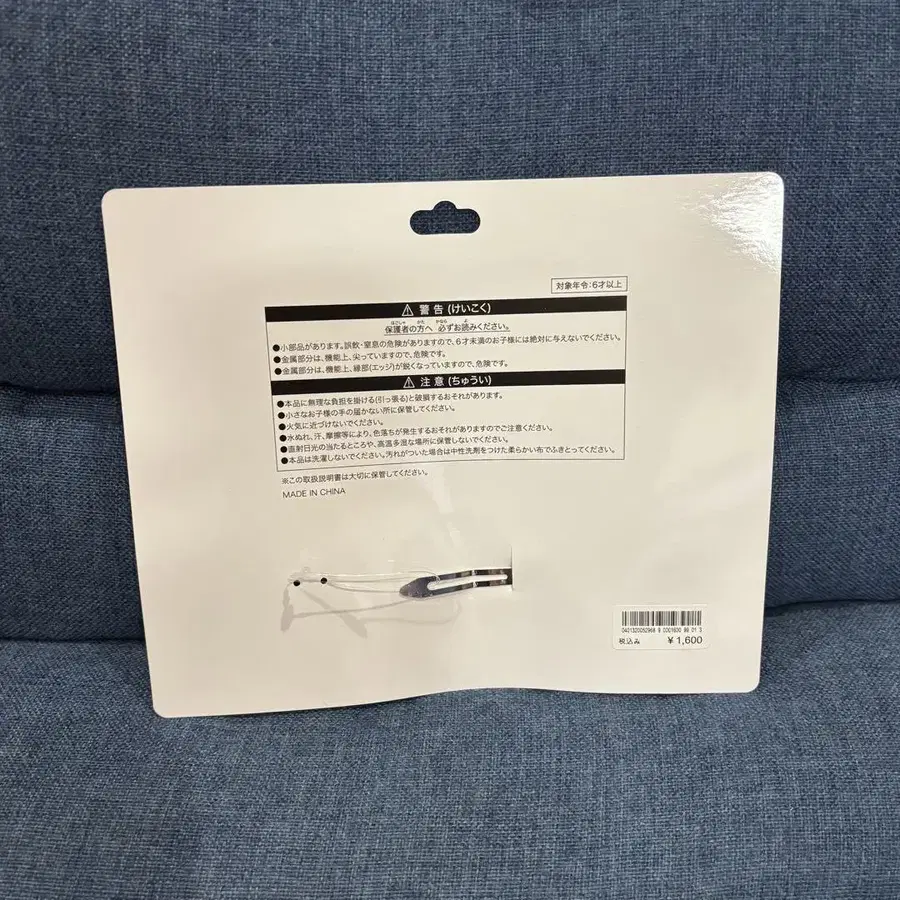 対象年令:6才以上
⚠ 警告(けいこく)
保護者の方へ 必ずお読みください。
●小部品があります。誤飲・窒息の危険がありますので、6才未満のお子様には絶対に与えないでください。
●金属部分は、機能上、尖っていますので、危険です。
●金属部分は、機能上、縁部(エッジ)が鋭くなっていますので、危険です。
⚠ 注意(ちゅうい)
●本品に無理な負担を掛ける(引っ張る)と破損するおそれがあります。
●小さなお子様の手の届かない所に保管してください。
●火気に近づけないでください。
●水ぬれ、汗、摩擦等により、色落ちが発生するおそれがありますのでご注意ください。
●直射日光の当たるところや、高温多湿な場所に保管しないでください。
●本品は洗濯しないでください。汚れがついた場合は中性洗剤をつけた柔らかい布でふきとってください。
※この取扱説明書は大切に保管してください。
MADE IN CHINA
税込み ¥1,600